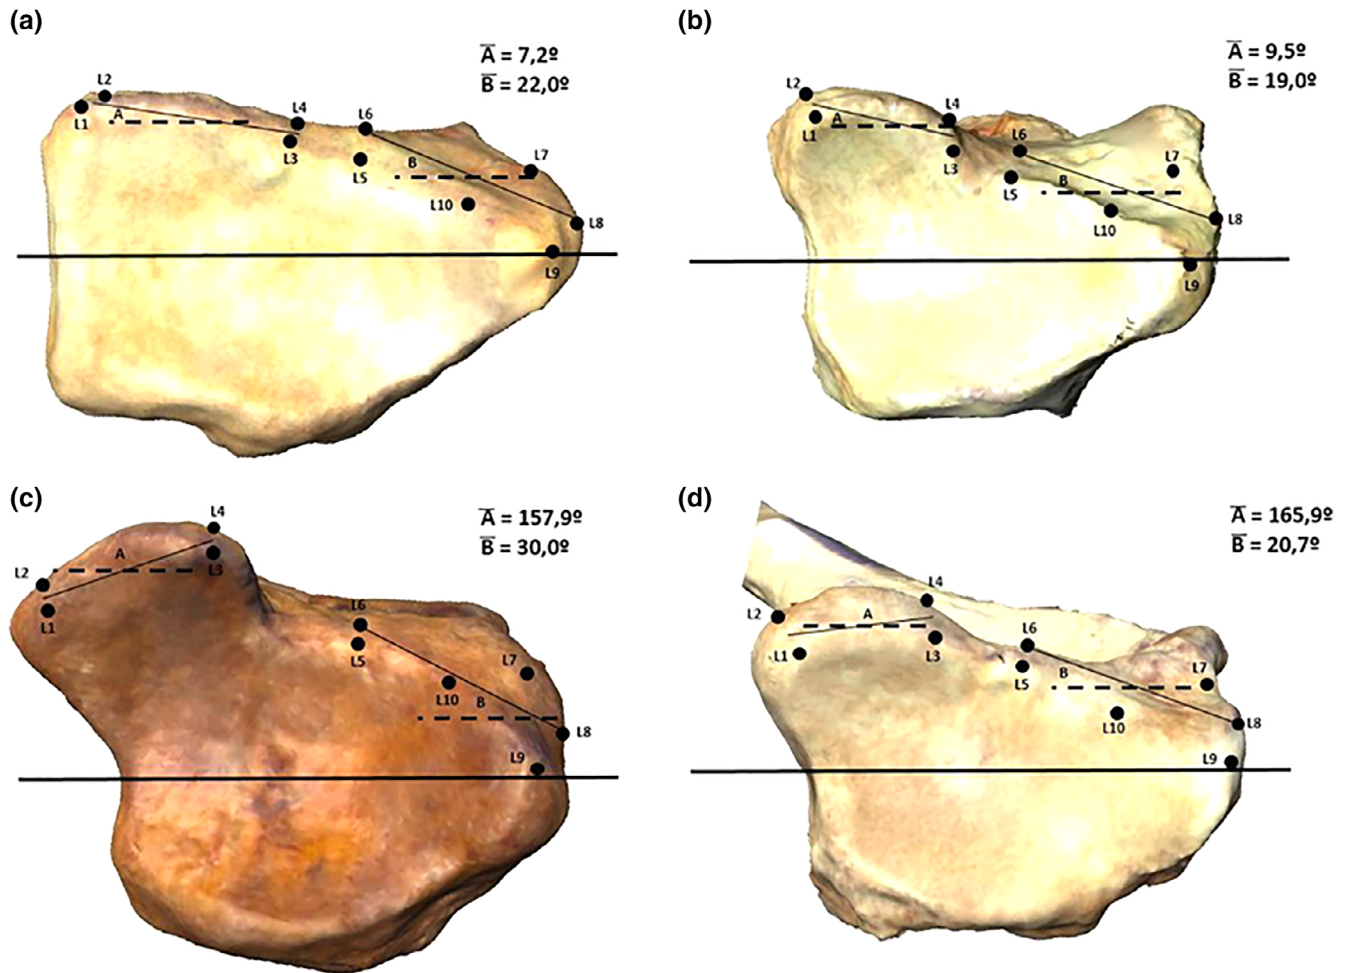 (a)
A̅ = 7,2º
B̅ = 22,0º
L2
L1
A
L4
L3
L6
L5
B
L7
L10
L8
L9
(b)
A̅ = 9,5º
B̅ = 19,0º
L2
L1
A
L4
L3
L6
L5
B
L7
L10
L8
L9
(c)
A̅ = 157,9º
B̅ = 30,0º
L4
A
L3
L2
L1
L6
L5
L7
L10
B
L8
L9
(d)
A̅ = 165,9º
B̅ = 20,7º
L4
L2
A
L1
L3
L6
L5
B
L7
L10
L8
L9